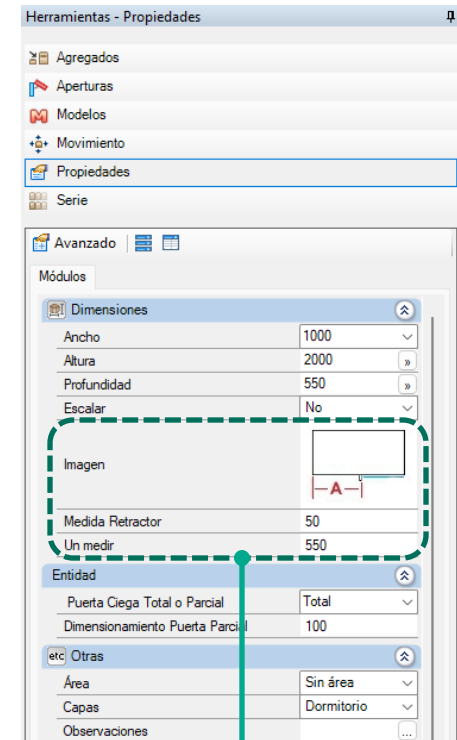 Herramientas - Propiedades
Agregados
Aperturas
Modelos
Movimiento
Propiedades
Serie
Avanzado
Módulos
Dimensiones
Ancho 1000
Altura 2000 »
Profundidad 550 »
Escalar No
Imagen
A
Medida Retractor 50
Un medir 550
Entidad
Puerta Ciega Total o Parcial Total
Dimensionamiento Puerta Parcial 100
etc Otras
Área Sin área
Capas Dormitorio
Observaciones ...